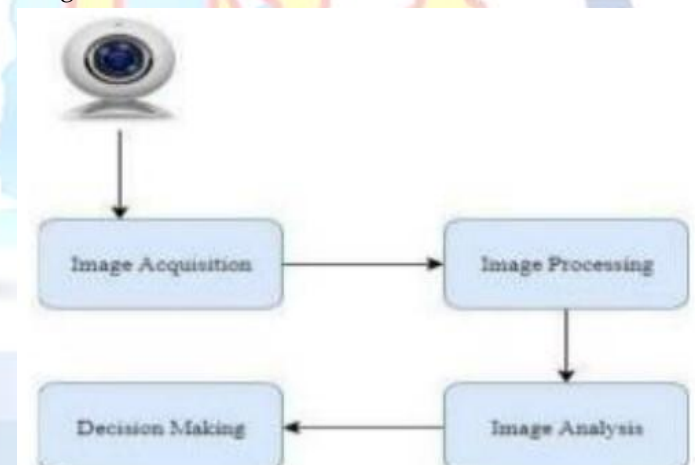 Image Acquisition
Image Processing
Image Analysis
Decision Making